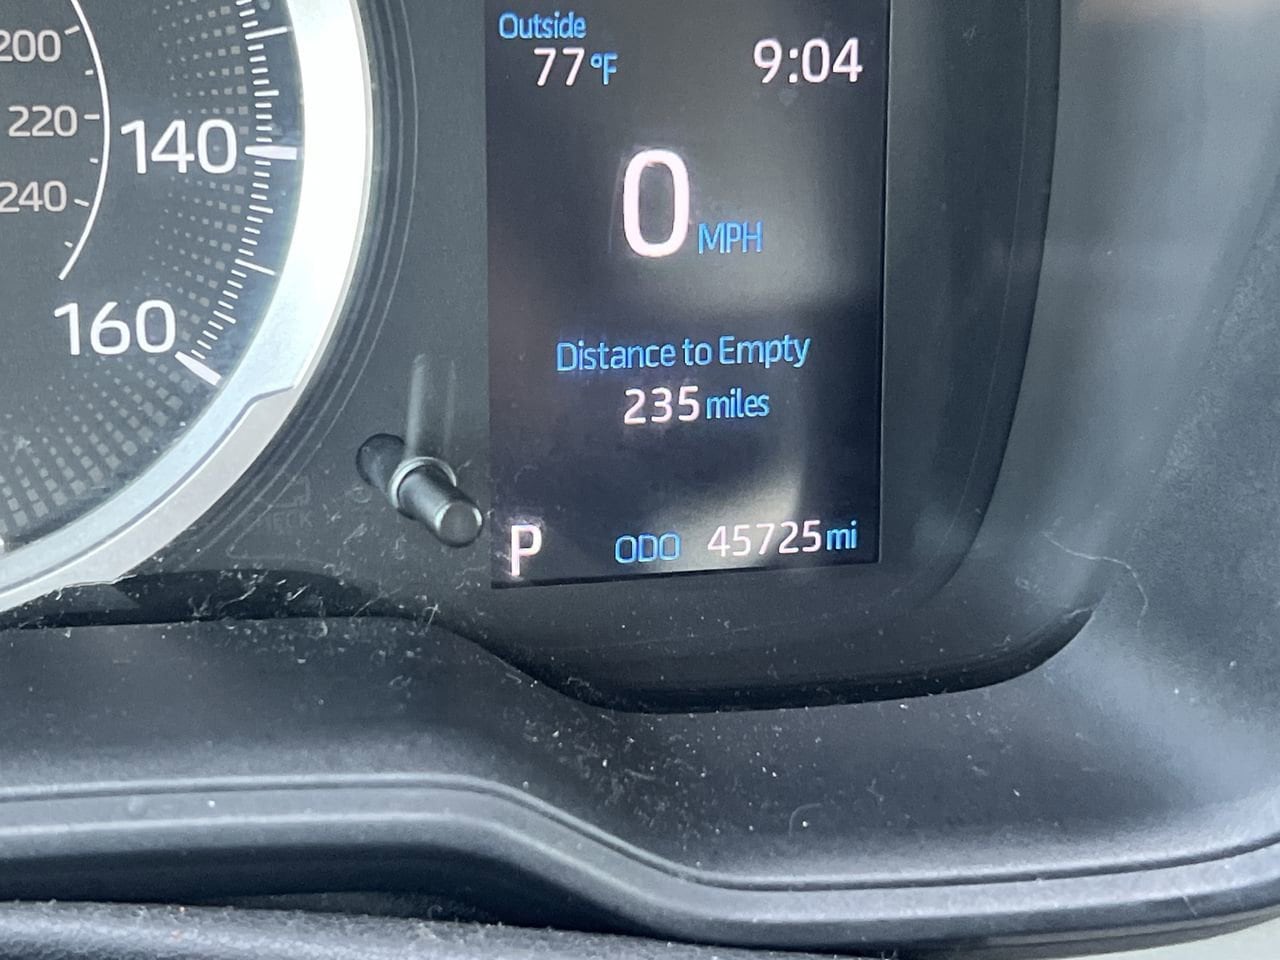 200
220
240
140
160
Outside
77°F
9:04
0 MPH
Distance to Empty
235 miles
P ODO 45725 mi